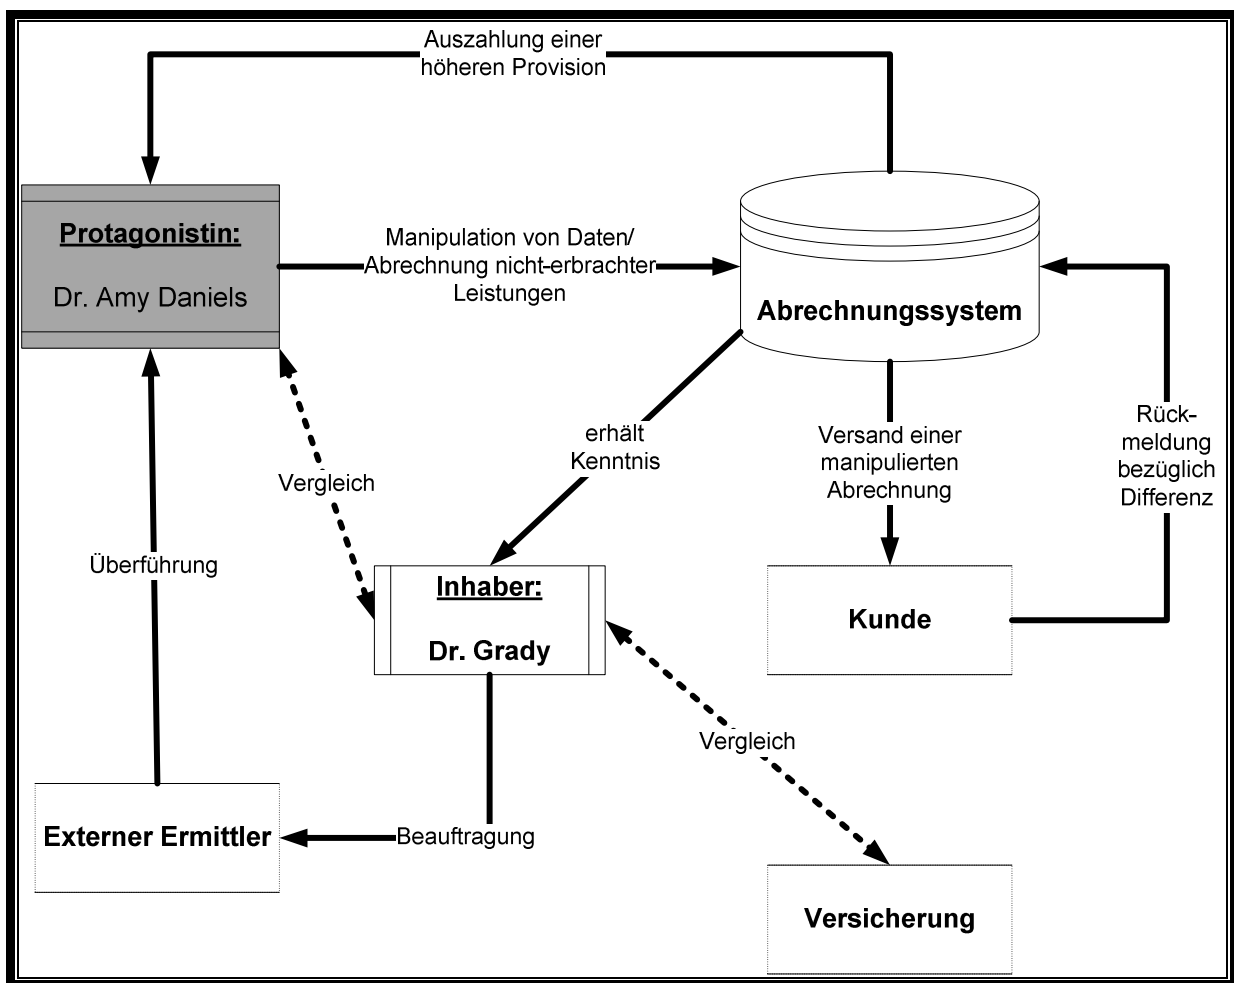 Auszahlung einer
höheren Provision
Protagonistin:
Dr. Amy Daniels
Manipulation von Daten/
Abrechnung nicht-erbrachter
Leistungen
Abrechnungssystem
erhält
Kenntnis
Versand einer
manipulierten
Abrechnung
Rück-
meldung
bezüglich
Differenz
Vergleich
Überführung
Inhaber:
Dr. Grady
Kunde
Vergleich
Externer Ermittler
Beauftragung
Versicherung